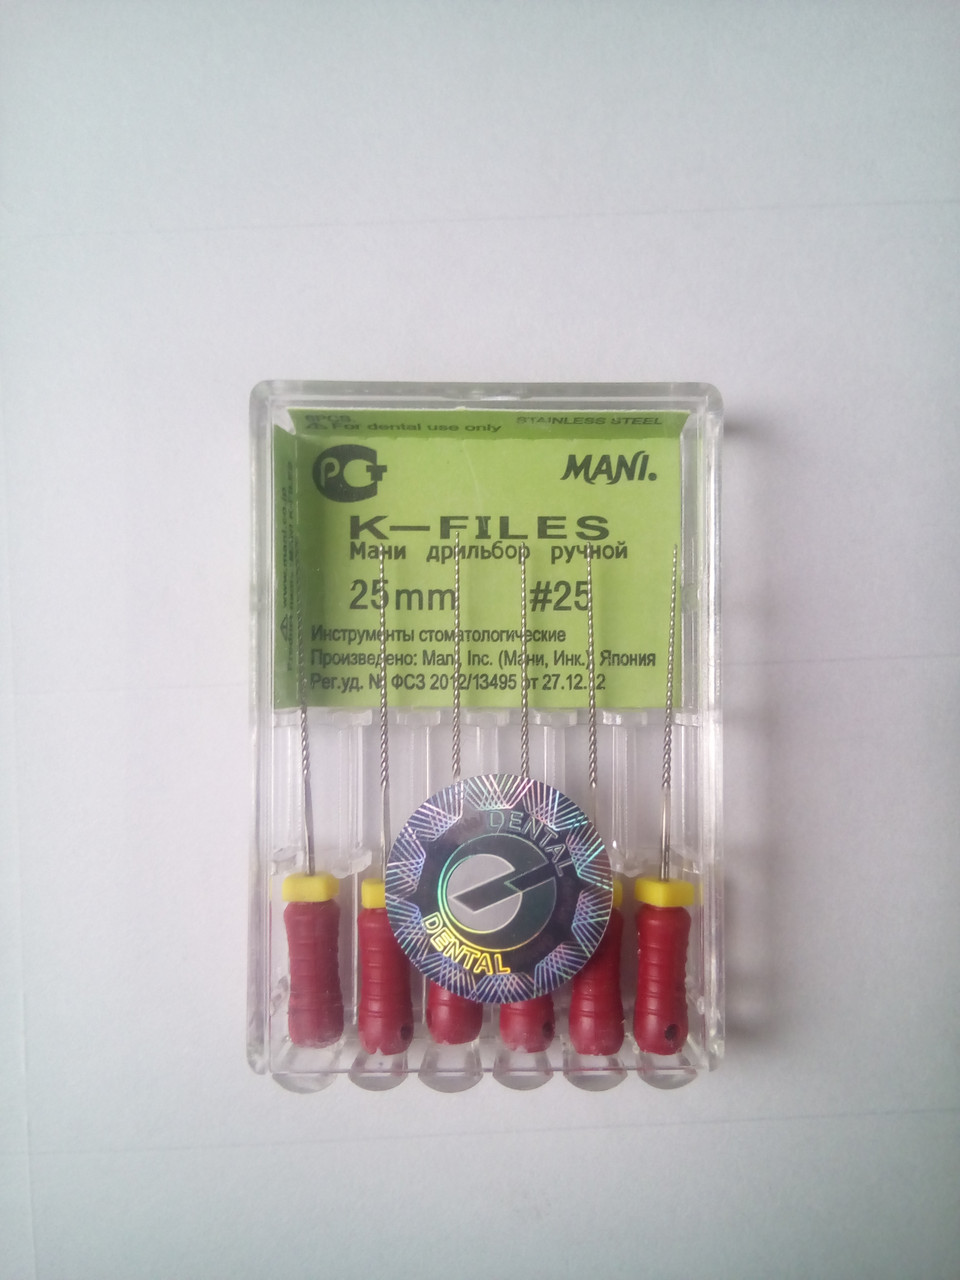 6PCS.
For dental use only
STAINLESS STEEL
РСТ
MANI.
K—FILES
Мани дрильбор ручной
25mm #25
Инструменты стоматологические
Произведено: Mani, Inc. (Мани, Инк.), Япония
Рег.уд. № ФСЗ 2012/13495 от 27.12.12
DENTAL
DENTAL